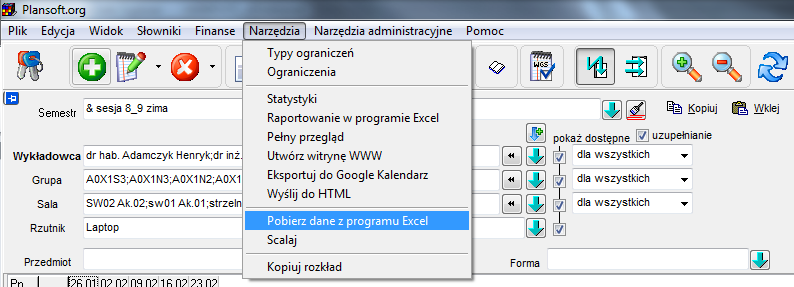 Plansoft.org
Plik Edycja Widok Słowniki Finanse Narzędzia Narzędzia administracyjne Pomoc
Typy ograniczeń
Ograniczenia
Statystyki
Raportowanie w programie Excel
Pełny przegląd
Utwórz witrynę WWW
Eksportuj do Google Kalendarz
Wyślij do HTML
Pobierz dane z programu Excel
Scalaj
Kopiuj rozkład
WGS
Semestr & sesja 8_9 zima Kopiuj Wklej
pokaż dostępne uzupełnianie
Wykładowca dr hab. Adamczyk Henryk;dr inż. dla wszystkich
Grupa A0X1S3;A0X1N3;A0X1N2;A0X1 dla wszystkich
Sala SW02 Ak.02;sw01 Ak.01;strzeln dla wszystkich
Rzutnik Laptop
Przedmiot Forma
Pn 26.01 02.02 09.02 16.02 23.02